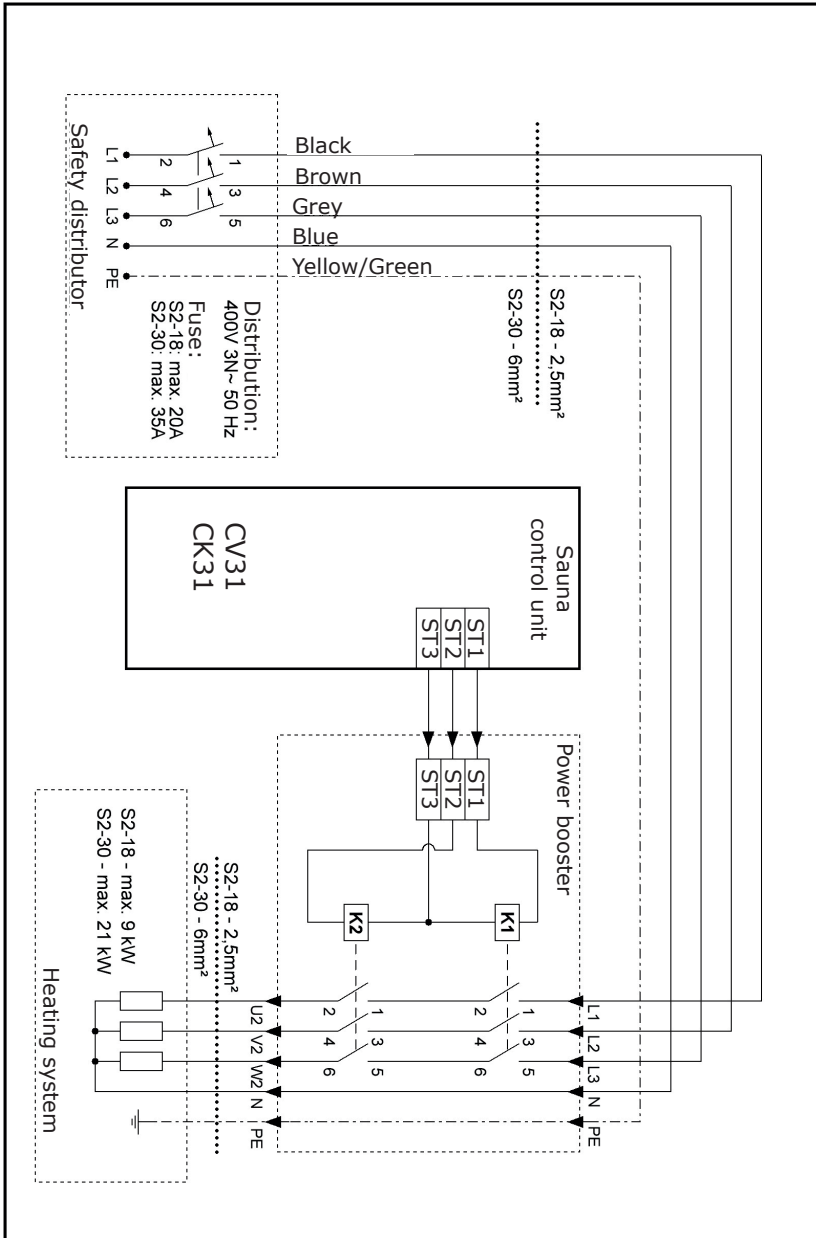 Black
Brown
Grey
Blue
Yellow/Green
Safety distributor
L1
L2
L3
N
PE
2
4
6
1
3
5
Distribution:
400V 3N~ 50 Hz
Fuse:
S2-18: max. 20A
S2-30: max. 35A
S2-18 - 2,5mm²
S2-30 - 6mm²
Sauna
control unit
CV31
CK31
ST1
ST2
ST3
Power booster
ST1
ST2
ST3
K1
K2
L1
L2
L3
N
PE
1
3
5
2
4
6
1
3
5
2
4
6
U2
V2
W2
N
PE
S2-18 - 2,5mm²
S2-30 - 6mm²
S2-18 - max. 9 kW
S2-30 - max. 21 kW
Heating system